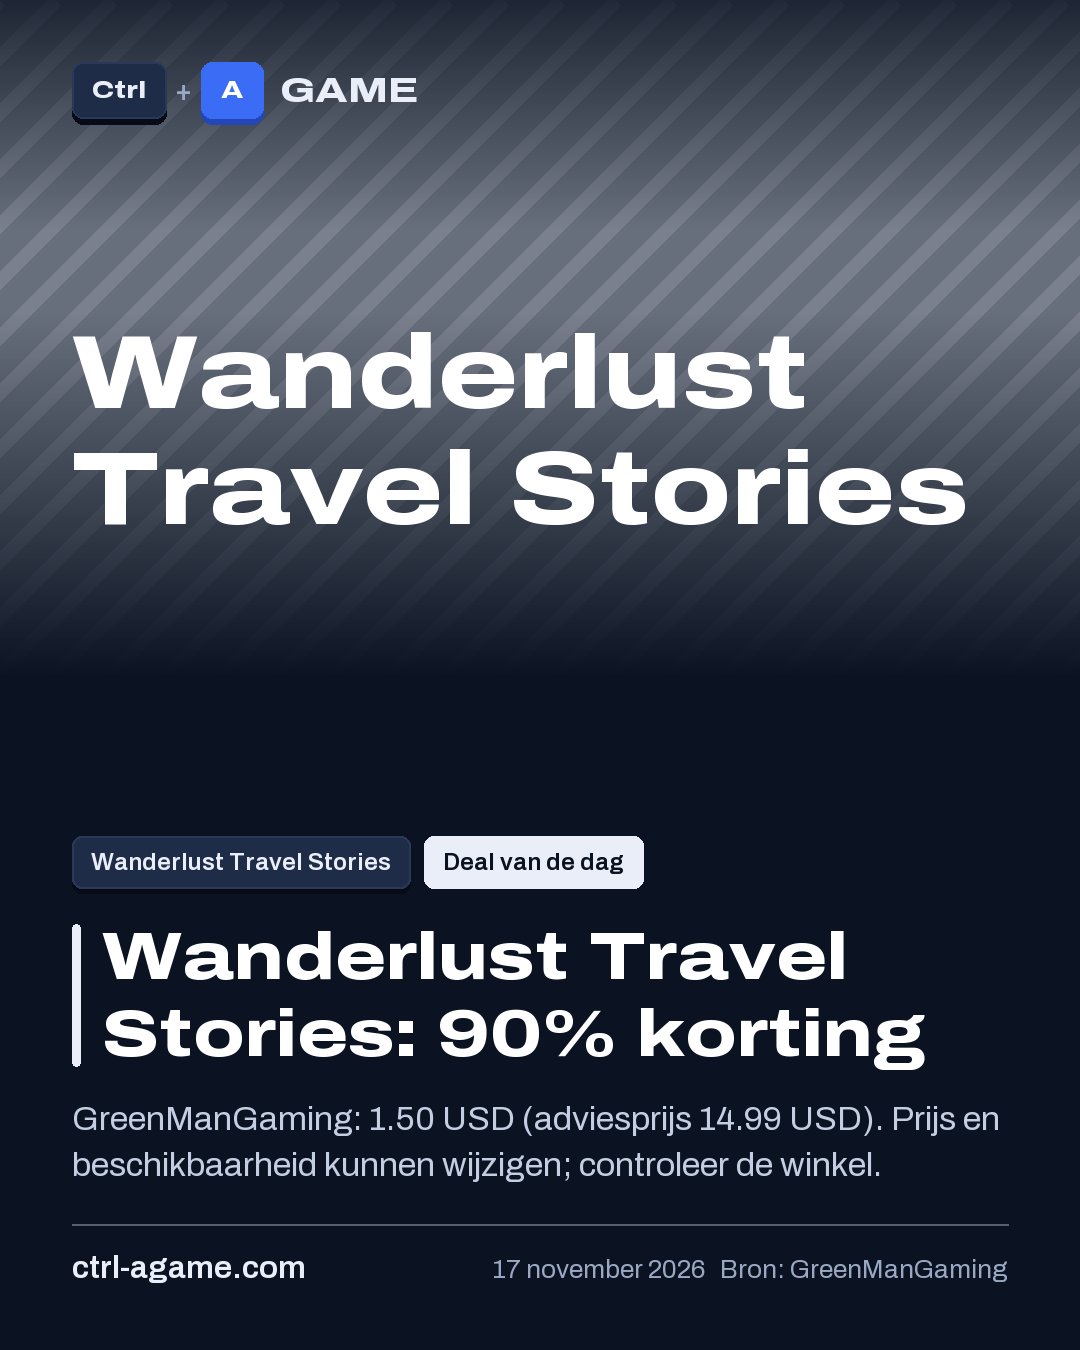 Ctrl + A GAME
Wanderlust
Travel Stories
Wanderlust Travel Stories
Deal van de dag
Wanderlust Travel
Stories: 90% korting
GreenManGaming: 1.50 USD (adviesprijs 14.99 USD). Prijs en
beschikbaarheid kunnen wijzigen; controleer de winkel.
ctrl-agame.com
17 november 2026 Bron: GreenManGaming